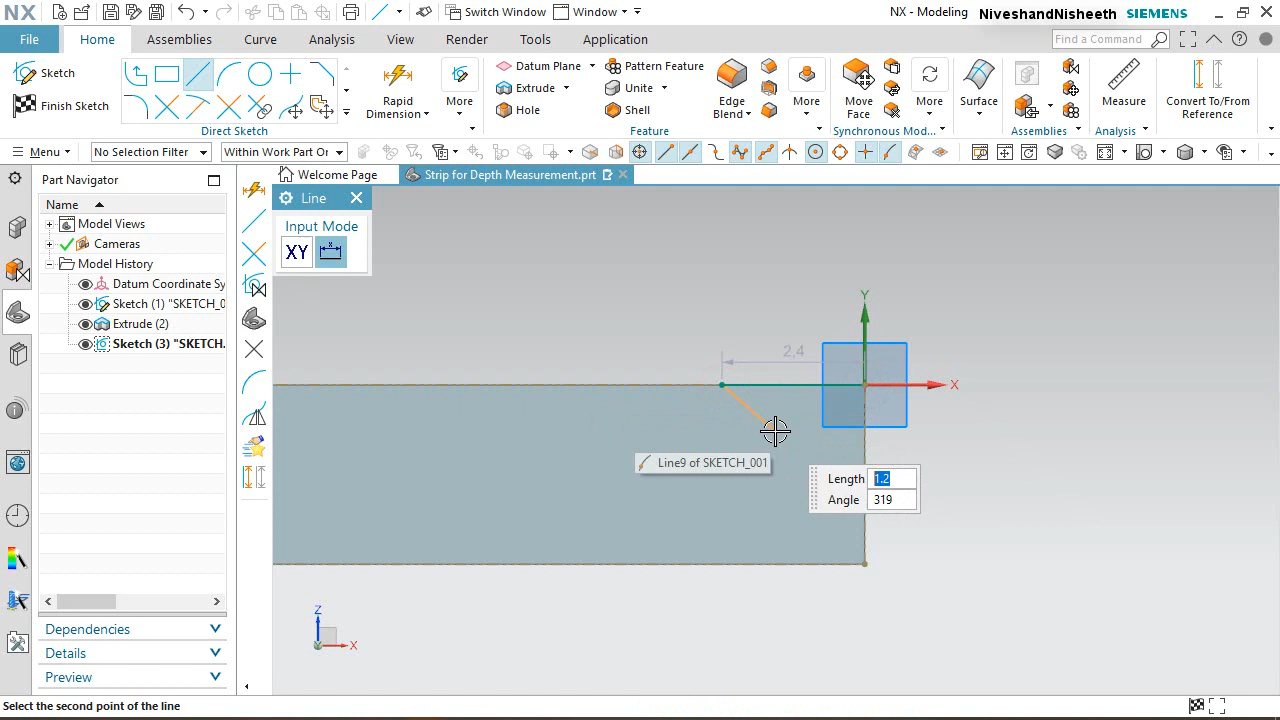 NX
Switch Window
Window
NX - Modeling
NiveshandNisheeth
SIEMENS
File
Home
Assemblies
Curve
Analysis
View
Render
Tools
Application
Find a Command
Sketch
Finish Sketch
Direct Sketch
Rapid
Dimension
More
Datum Plane
Extrude
Hole
Pattern Feature
Unite
Shell
Edge
Blend
More
Feature
Move
Face
More
Synchronous Mod...
Surface
Assemblies
Measure
Analysis
Convert To/From
Reference
Menu
No Selection Filter
Within Work Part Or
Part Navigator
Welcome Page
Strip for Depth Measurement.prt
Name
Model Views
Cameras
Model History
Datum Coordinate Sy
Sketch (1) "SKETCH_0
Extrude (2)
Sketch (3) "SKETCH.
Line
Input Mode
XY
Y
2,4
X
Line9 of SKETCH_001
Length 1.2
Angle 319
Z
X
Dependencies
Details
Preview
Select the second point of the line